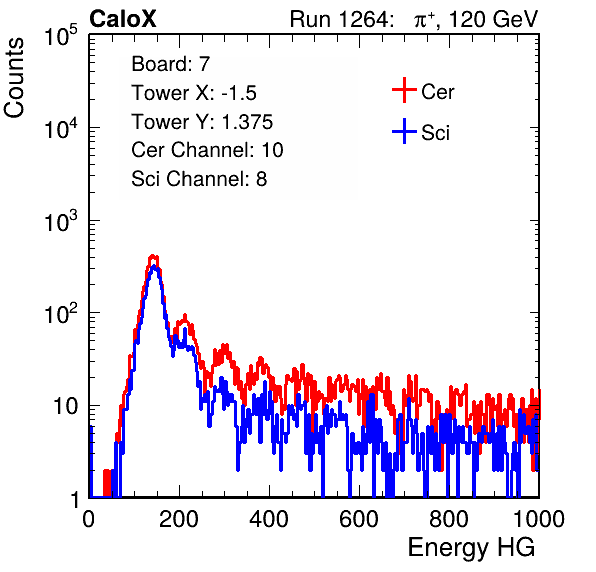 CaloX Run 1264: π⁺, 120 GeV
Counts
10⁵
10⁴
10³
10²
10
1
Board: 7
Tower X: -1.5
Tower Y: 1.375
Cer Channel: 10
Sci Channel: 8
Cer
Sci
0 200 400 600 800 1000
Energy HG